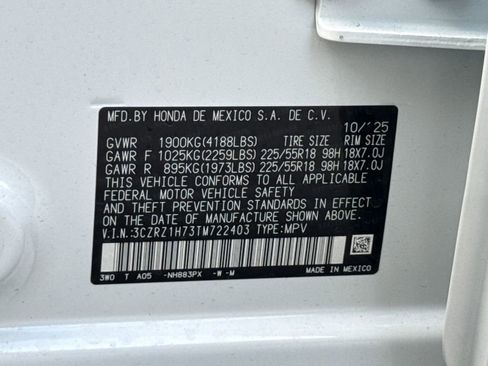 MFD.BY HONDA DE MEXICO S.A. DE C.V.
10/'25
GVWR 1900KG(4188LBS) TIRE SIZE RIM SIZE
GAWR F 1025KG(2259LBS) 225/55R18 98H 18X7.0J
GAWR R 895KG(1973LBS) 225/55R18 98H 18X7.0J
THIS VEHICLE CONFORMS TO ALL APPLICABLE
FEDERAL MOTOR VEHICLE SAFETY
AND THEFT PREVENTION STANDARDS IN EFFECT
ON THE DATE OF MANUFACTURE SHOWN ABOVE.
V.I.N.:3CZRZ1H73TM722403 TYPE:MPV
3W0 T A05 -NH883PX -W -M
MADE IN MEXICO